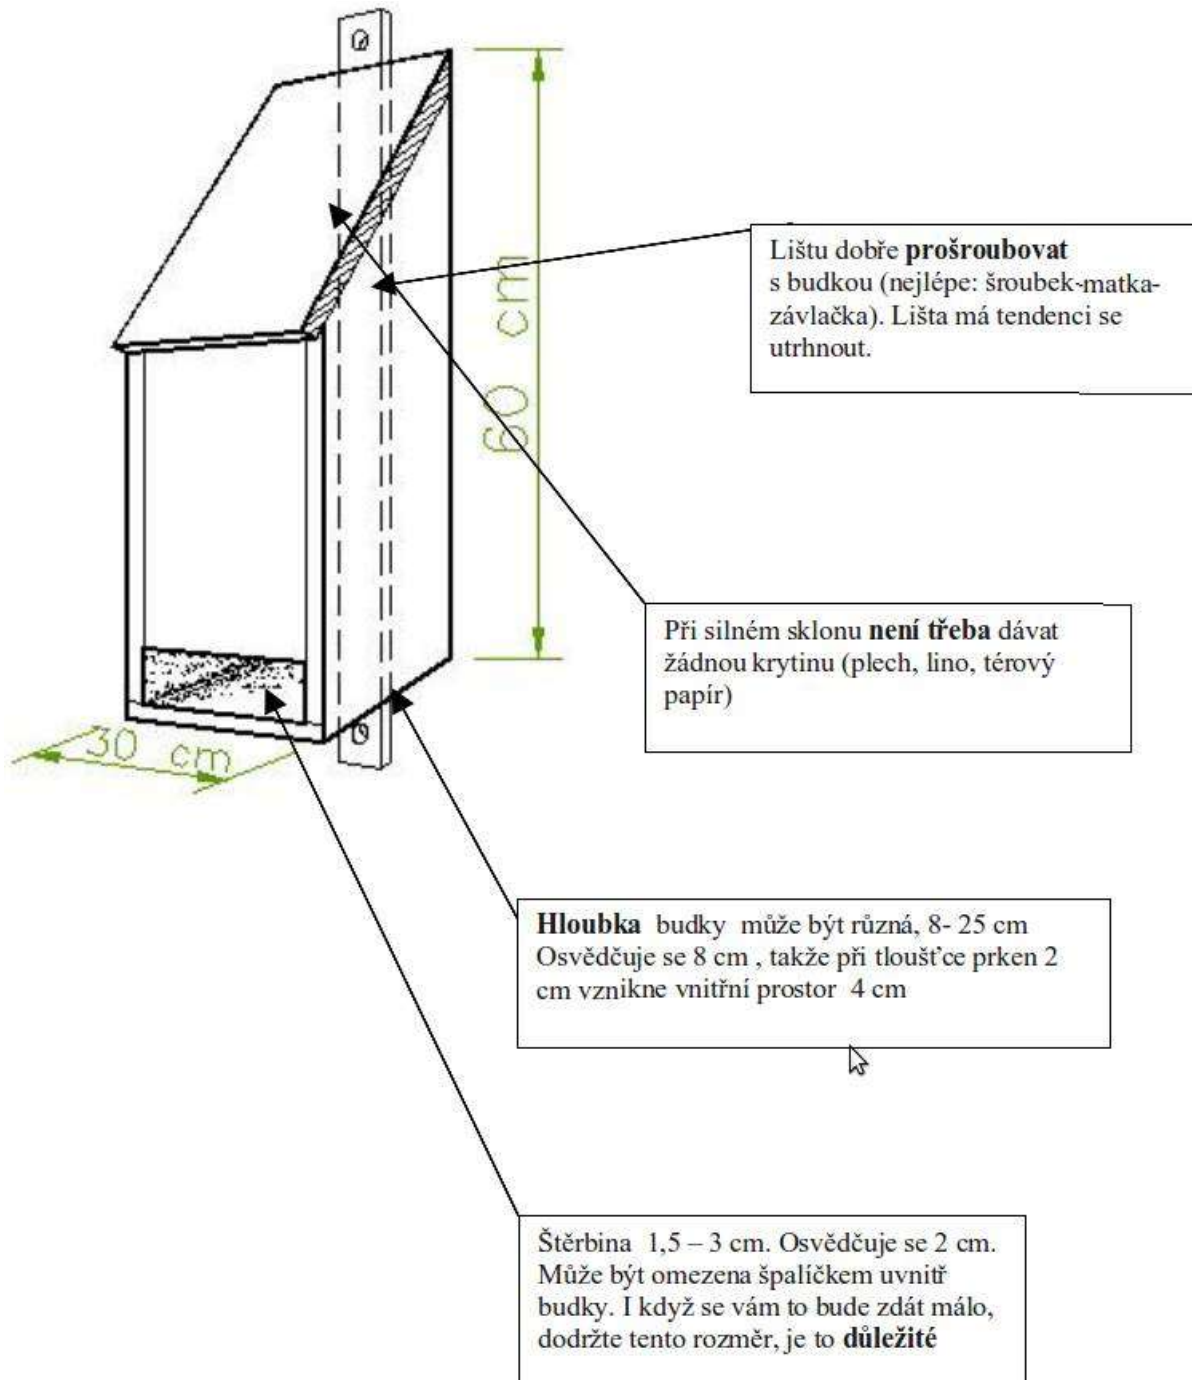 Lištu dobře prošroubovat
s budkou (nejlépe: šroubek-matka-
závlačka). Lišta má tendenci se
utrhnout.
60 cm
Při silném sklonu není třeba dávat
žádnou krytinu (plech, lino, térový
papír)
30 cm
Hloubka budky může být různá, 8- 25 cm
Osvědčuje se 8 cm , takže při tloušťce prken 2
cm vznikne vnitřní prostor 4 cm
Štěrbina 1,5 – 3 cm. Osvědčuje se 2 cm.
Může být omezena špalíčkem uvnitř
budky. I když se vám to bude zdát málo,
dodržte tento rozměr, je to důležité